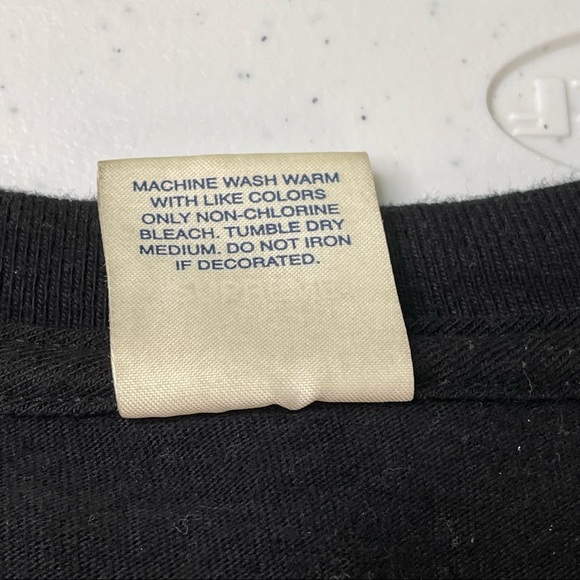 MACHINE WASH WARM
WITH LIKE COLORS
ONLY NON-CHLORINE
BLEACH. TUMBLE DRY
MEDIUM. DO NOT IRON
IF DECORATED.